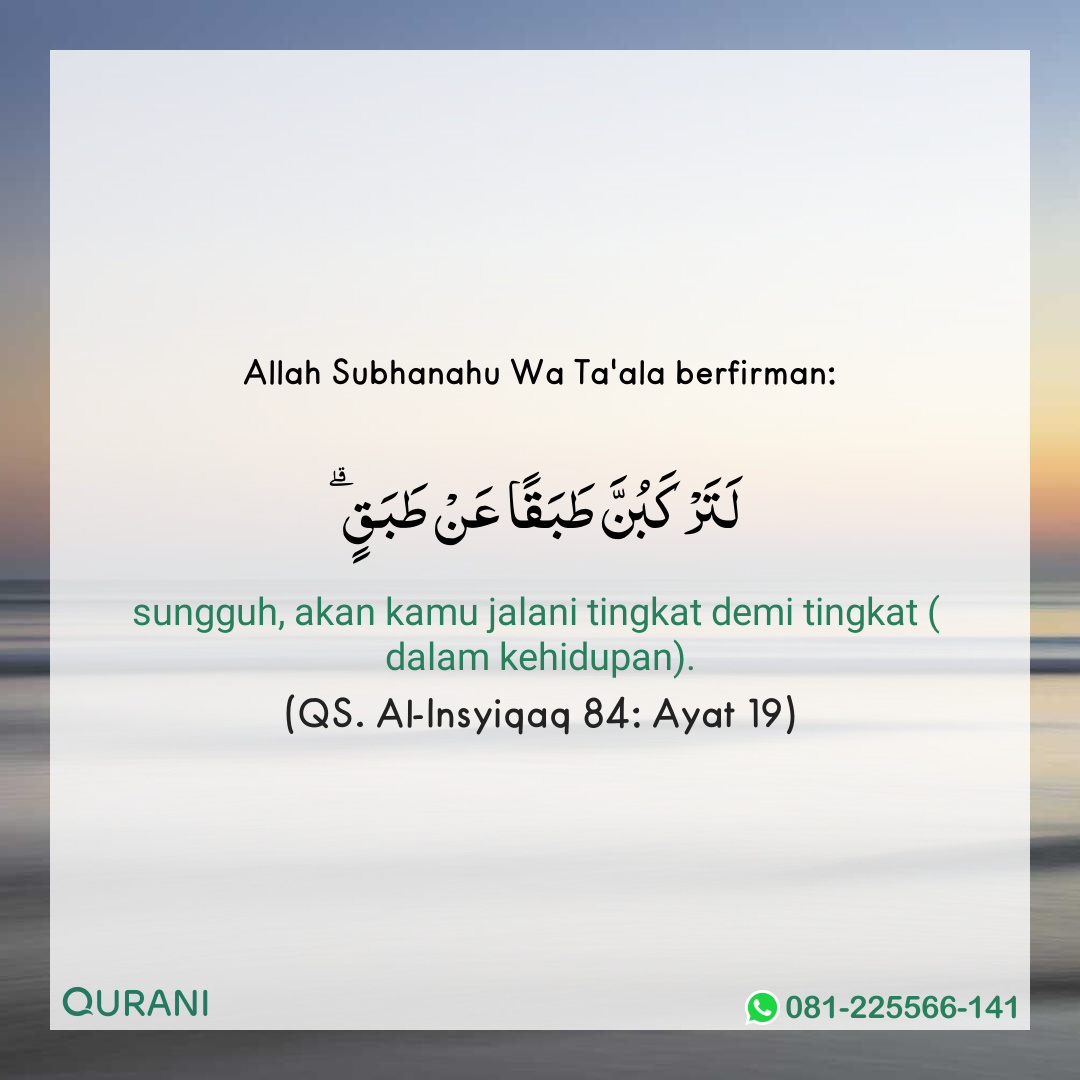 Allah Subhanahu Wa Ta'ala berfirman:
لَتَرْكَبُنَّ طَبَقًا عَنْ طَبَقٍۗ
sungguh, akan kamu jalani tingkat demi tingkat (
dalam kehidupan).
(QS. Al-Insyiqaq 84: Ayat 19)
QURANI
081-225566-141